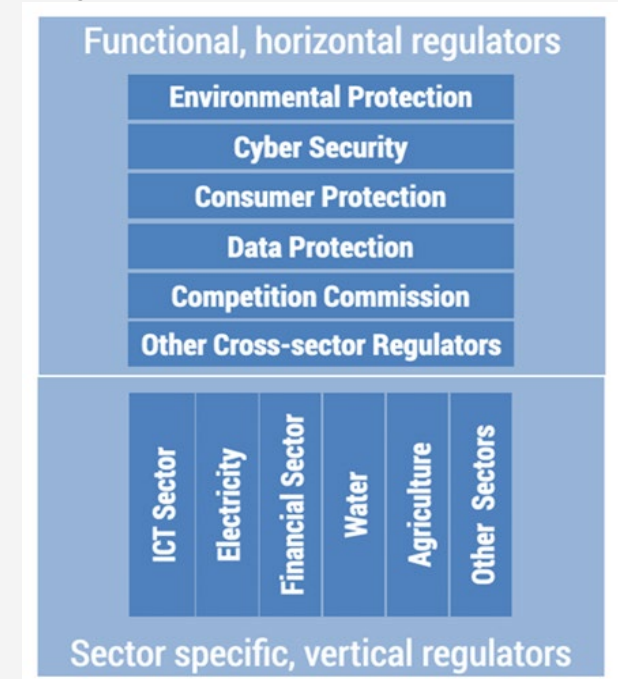 Functional, horizontal regulators
Environmental Protection
Cyber Security
Consumer Protection
Data Protection
Competition Commission
Other Cross-sector Regulators
ICT Sector
Electricity
Financial Sector
Water
Agriculture
Other Sectors
Sector specific, vertical regulators